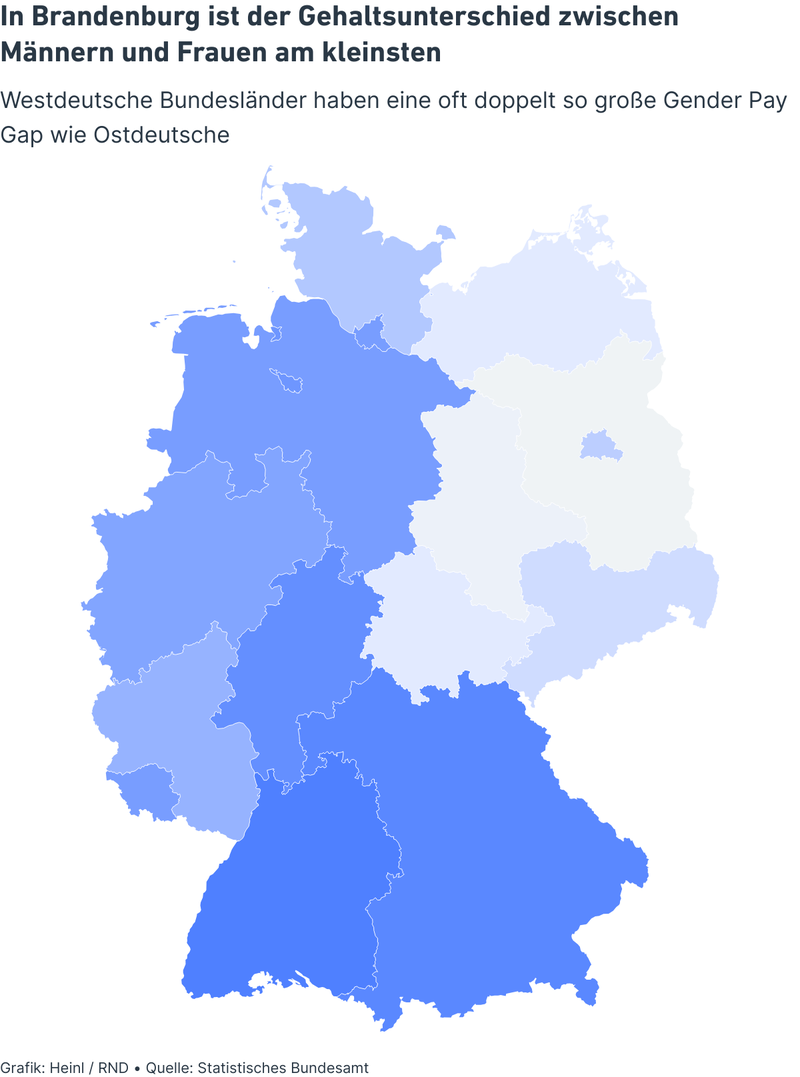 In Brandenburg ist der Gehaltsunterschied zwischen
Männern und Frauen am kleinsten
Westdeutsche Bundesländer haben eine oft doppelt so große Gender Pay
Gap wie Ostdeutsche
Grafik: Heinl / RND • Quelle: Statistisches Bundesamt